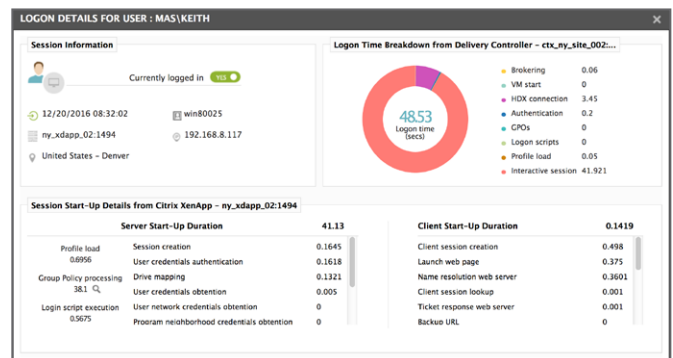 LOGON DETAILS FOR USER : MAS\KEITH
Session Information
Currently logged in YES
12/20/2016 08:32:02
win80025
ny_xdapp_02:1494
192.168.8.117
United States - Denver
Logon Time Breakdown from Delivery Controller - ctx_ny_site_002:...
48.53
Logon time
(secs)
Brokering 0.06
VM start 0
HDX connection 3.45
Authentication 0.2
GPOs 0
Logon scripts 0
Profile load 0.05
Interactive session 41.921
Session Start-Up Details from Citrix XenApp - ny_xdapp_02:1494
Server Start-Up Duration 41.13
Profile load
0.6956
Group Policy processing
38.1
Login script execution
0.5675
Session creation 0.1645
User credentials authentication 0.1618
Drive mapping 0.1321
User credentials obtention 0.005
User network credentials obtention 0
Program neighborhood credentials obtention 0
Client Start-Up Duration 0.1419
Client session creation 0.498
Launch web page 0.375
Name resolution web server 0.3601
Client session lookup 0.001
Ticket response web server 0.001
Backup URL 0